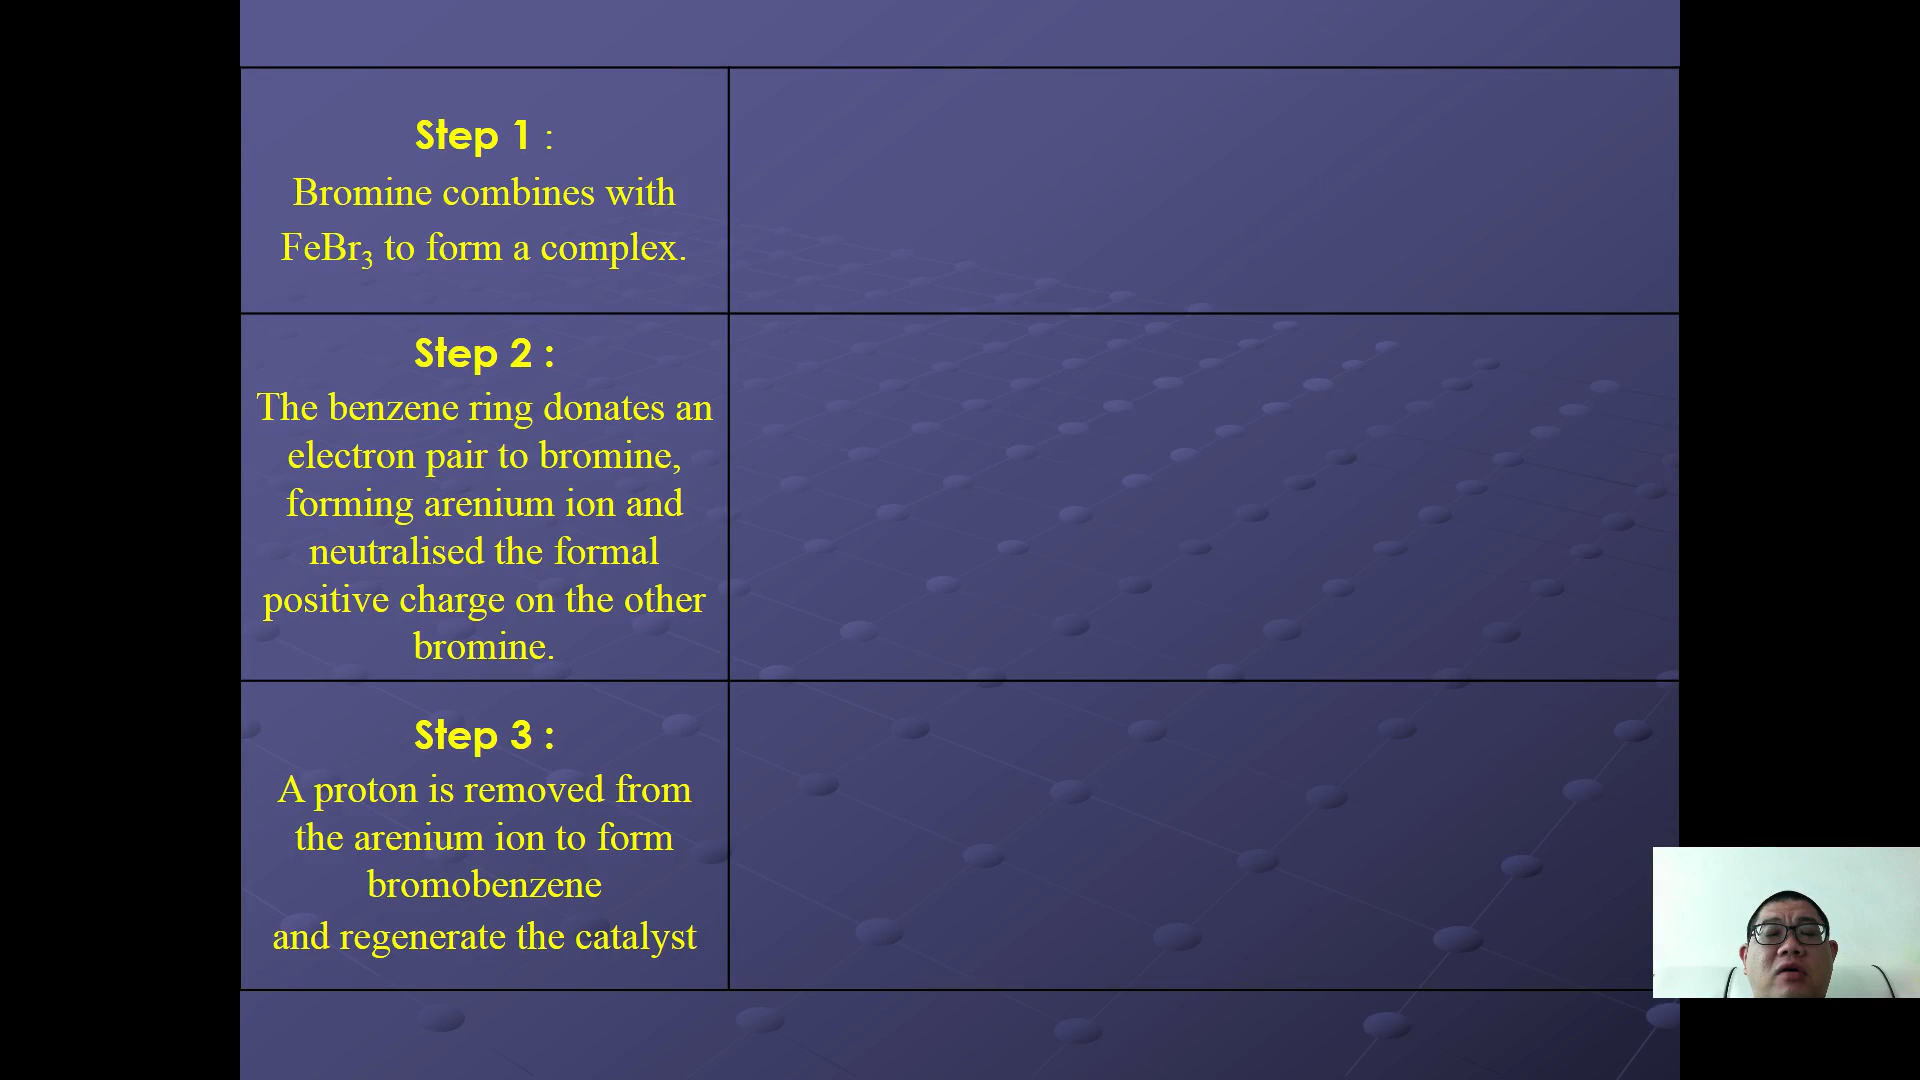 Step 1 :
Bromine combines with
FeBr₃ to form a complex.
Step 2 :
The benzene ring donates an
electron pair to bromine,
forming arenium ion and
neutralised the formal
positive charge on the other
bromine.
Step 3 :
A proton is removed from
the arenium ion to form
bromobenzene
and regenerate the catalyst